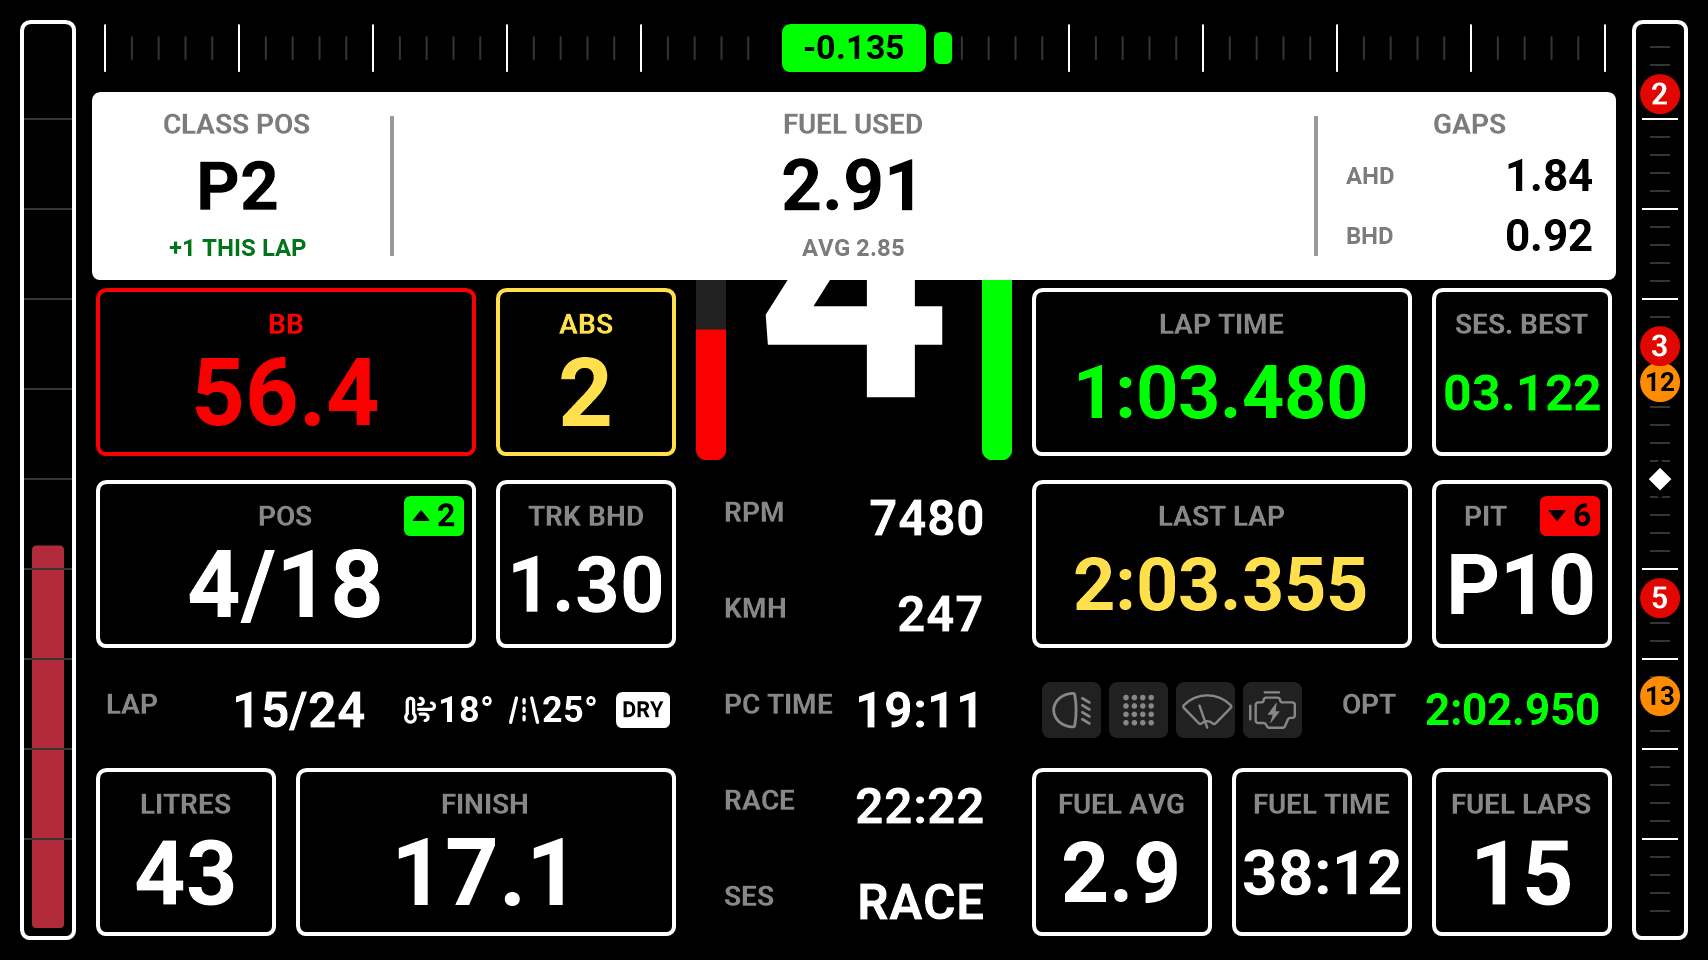 -0.135
CLASS POS
P2
+1 THIS LAP
FUEL USED
2.91
AVG 2.85
GAPS
AHD 1.84
BHD 0.92
BB
56.4
ABS
2
4
LAP TIME
1:03.480
SES. BEST
03.122
POS 2
4/18
TRK BHD
1.30
RPM 7480
KMH 247
LAST LAP
2:03.355
PIT 6
P10
LAP 15/24 18° 25° DRY
PC TIME 19:11
OPT 2:02.950
LITRES
43
FINISH
17.1
RACE 22:22
SES RACE
FUEL AVG
2.9
FUEL TIME
38:12
FUEL LAPS
15
2
3
12
5
13